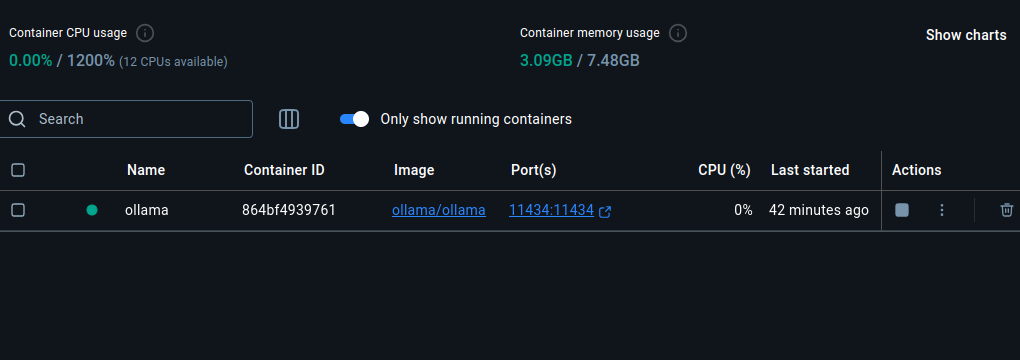 Container CPU usage Container memory usage Show charts
0.00% / 1200% (12 CPUs available) 3.09GB / 7.48GB
Search Only show running containers
Name Container ID Image Port(s) CPU (%) Last started Actions
ollama 864bf4939761 ollama/ollama 11434:11434 0% 42 minutes ago